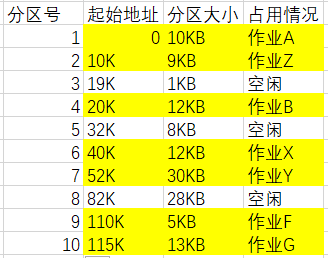 分区号 起始地址 分区大小 占用情况
1 0 10KB 作业A
2 10K 9KB 作业Z
3 19K 1KB 空闲
4 20K 12KB 作业B
5 32K 8KB 空闲
6 40K 12KB 作业X
7 52K 30KB 作业Y
8 82K 28KB 空闲
9 110K 5KB 作业F
10 115K 13KB 作业G